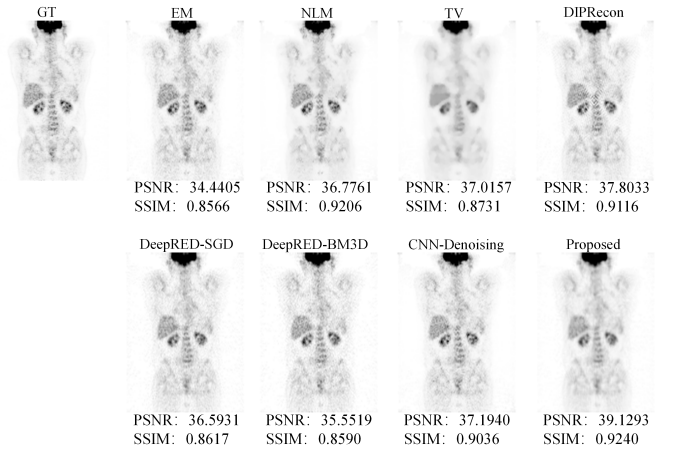 GT EM NLM TV DIPRecon
PSNR: 34.4405 PSNR: 36.7761 PSNR: 37.0157 PSNR: 37.8033
SSIM: 0.8566 SSIM: 0.9206 SSIM: 0.8731 SSIM: 0.9116
DeepRED-SGD DeepRED-BM3D CNN-Denoising Proposed
PSNR: 36.5931 PSNR: 35.5519 PSNR: 37.1940 PSNR: 39.1293
SSIM: 0.8617 SSIM: 0.8590 SSIM: 0.9036 SSIM: 0.9240